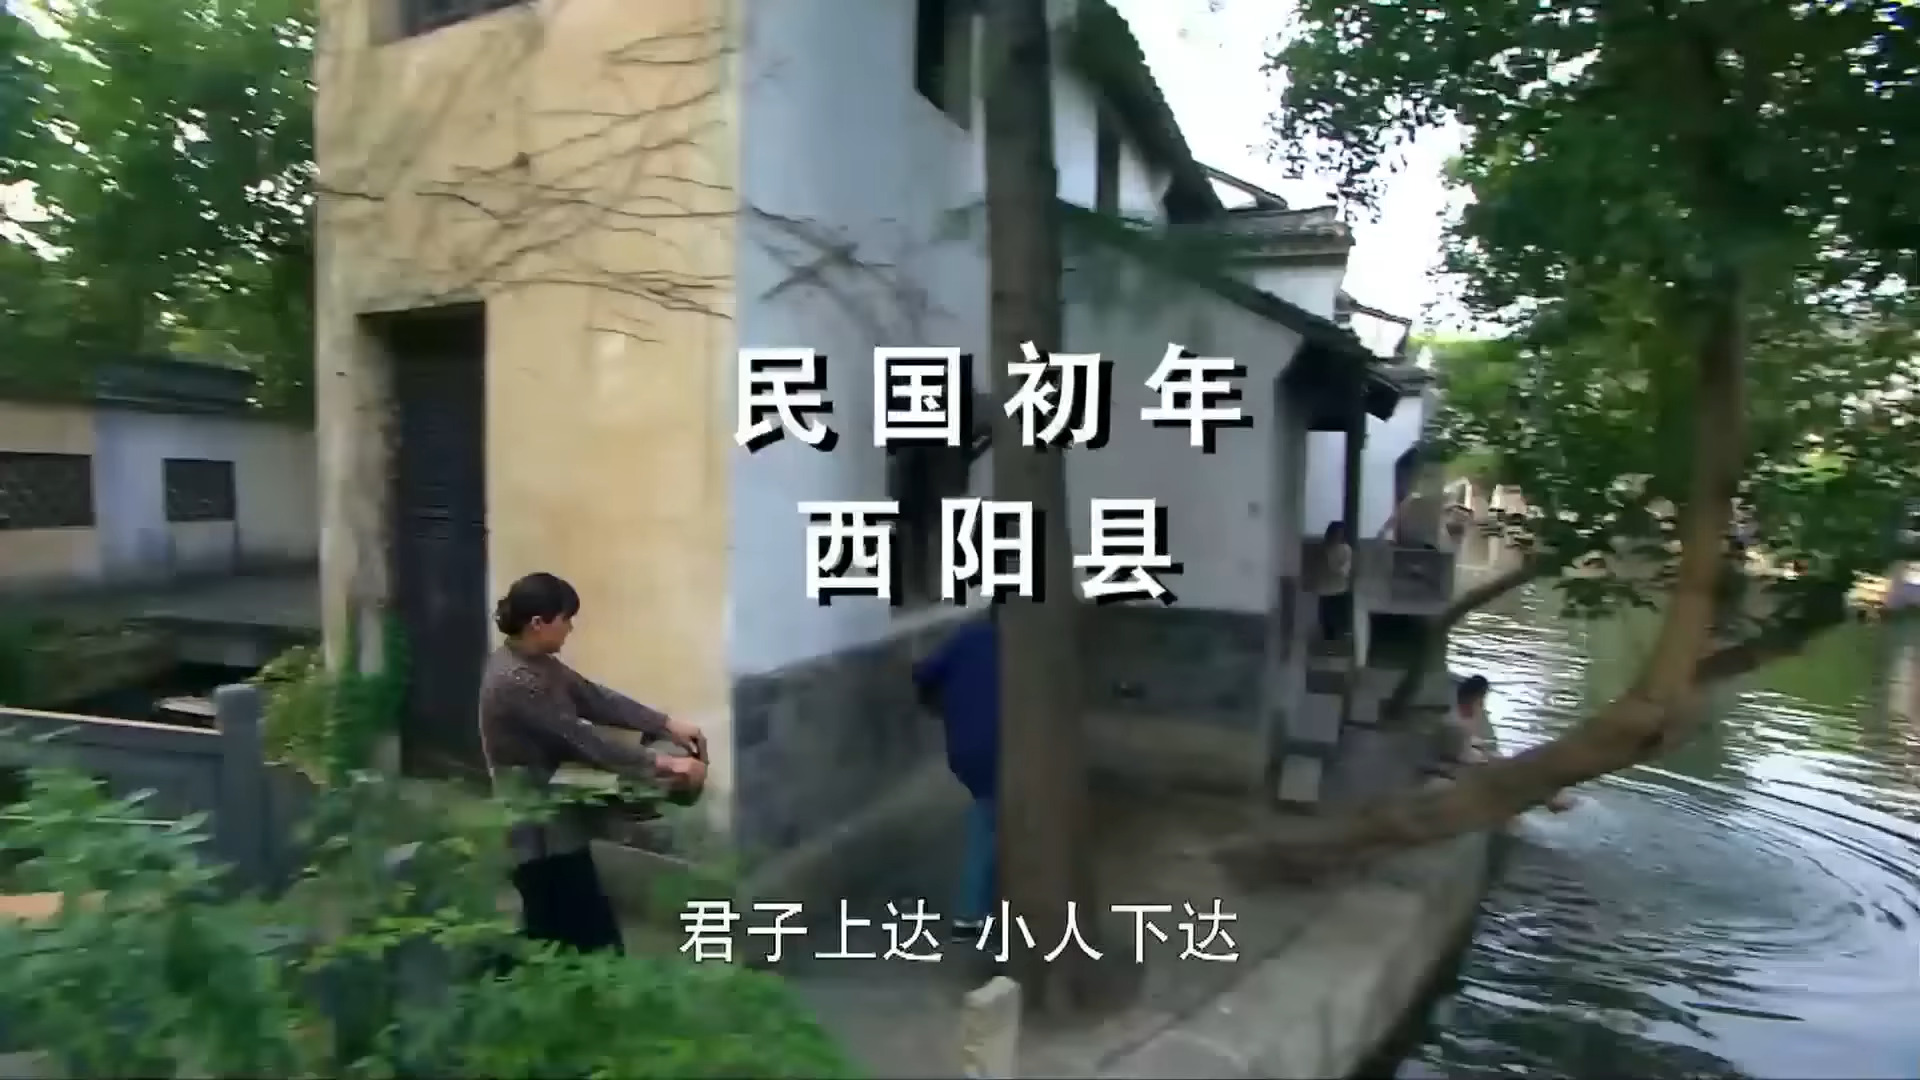 民国初年
西阳县
君子上达 小人下达